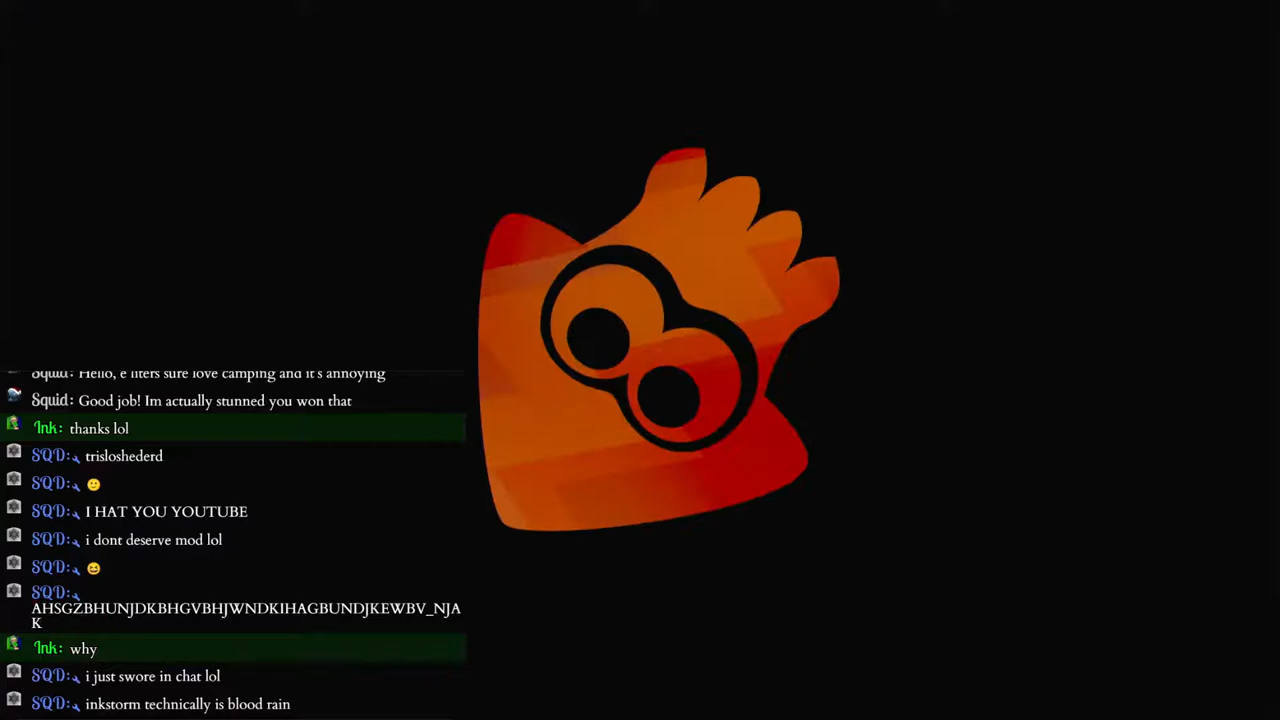 Squid: Hello, e liters sure love camping and it's annoying
Squid: Good job! Im actually stunned you won that
Ink: thanks lol
SQD: trisloshederd
SQD: 🙂
SQD: I HAT YOU YOUTUBE
SQD: i dont deserve mod lol
SQD: 😆
SQD:
AHSGZBHUNJDKBHGVBHJWNDKIHAGBUNDJKEWBV_NJA
K
Ink: why
SQD: i just swore in chat lol
SQD: inkstorm technically is blood rain